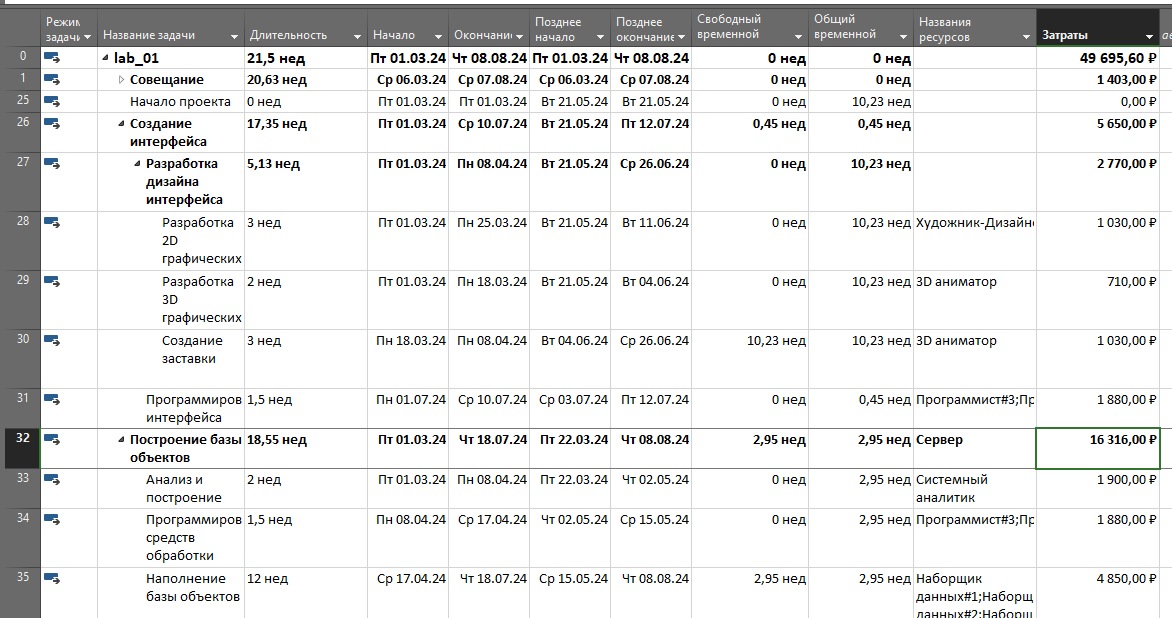 Режим задачи Название задачи Длительность Начало Окончание Позднее начало Позднее окончание Свободный временной Общий временной Названия ресурсов Затраты
0 lab_01 21,5 нед Пт 01.03.24 Чт 08.08.24 Пт 01.03.24 Чт 08.08.24 0 нед 0 нед 49 695,60 ₽
1 Совещание 20,63 нед Ср 06.03.24 Ср 07.08.24 Ср 06.03.24 Ср 07.08.24 0 нед 0 нед 1 403,00 ₽
25 Начало проекта 0 нед Пт 01.03.24 Пт 01.03.24 Вт 21.05.24 Вт 21.05.24 0 нед 10,23 нед 0,00 ₽
26 Создание интерфейса 17,35 нед Пт 01.03.24 Ср 10.07.24 Вт 21.05.24 Пт 12.07.24 0,45 нед 0,45 нед 5 650,00 ₽
27 Разработка дизайна интерфейса 5,13 нед Пт 01.03.24 Пн 08.04.24 Вт 21.05.24 Ср 26.06.24 0 нед 10,23 нед 2 770,00 ₽
28 Разработка 2D графических 3 нед Пт 01.03.24 Пн 25.03.24 Вт 21.05.24 Вт 11.06.24 0 нед 10,23 нед Художник-Дизайн 1 030,00 ₽
29 Разработка 3D графических 2 нед Пт 01.03.24 Пн 18.03.24 Вт 21.05.24 Вт 04.06.24 0 нед 10,23 нед 3D аниматор 710,00 ₽
30 Создание заставки 3 нед Пн 18.03.24 Пн 08.04.24 Вт 04.06.24 Ср 26.06.24 10,23 нед 10,23 нед 3D аниматор 1 030,00 ₽
31 Программиров интерфейса 1,5 нед Пн 01.07.24 Ср 10.07.24 Ср 03.07.24 Пт 12.07.24 0 нед 0,45 нед Программист#3;Пр 1 880,00 ₽
32 Построение базы объектов 18,55 нед Пт 01.03.24 Чт 18.07.24 Пт 22.03.24 Чт 08.08.24 2,95 нед 2,95 нед Сервер 16 316,00 ₽
33 Анализ и построение 2 нед Пт 01.03.24 Пн 08.04.24 Пт 22.03.24 Чт 02.05.24 0 нед 2,95 нед Системный аналитик 1 900,00 ₽
34 Программиров средств обработки 1,5 нед Пн 08.04.24 Ср 17.04.24 Чт 02.05.24 Ср 15.05.24 0 нед 2,95 нед Программист#3;Пр 1 880,00 ₽
35 Наполнение базы объектов 12 нед Ср 17.04.24 Чт 18.07.24 Ср 15.05.24 Чт 08.08.24 2,95 нед 2,95 нед Наборщик данных#1;Наборщ данных#2;Наборщ 4 850,00 ₽